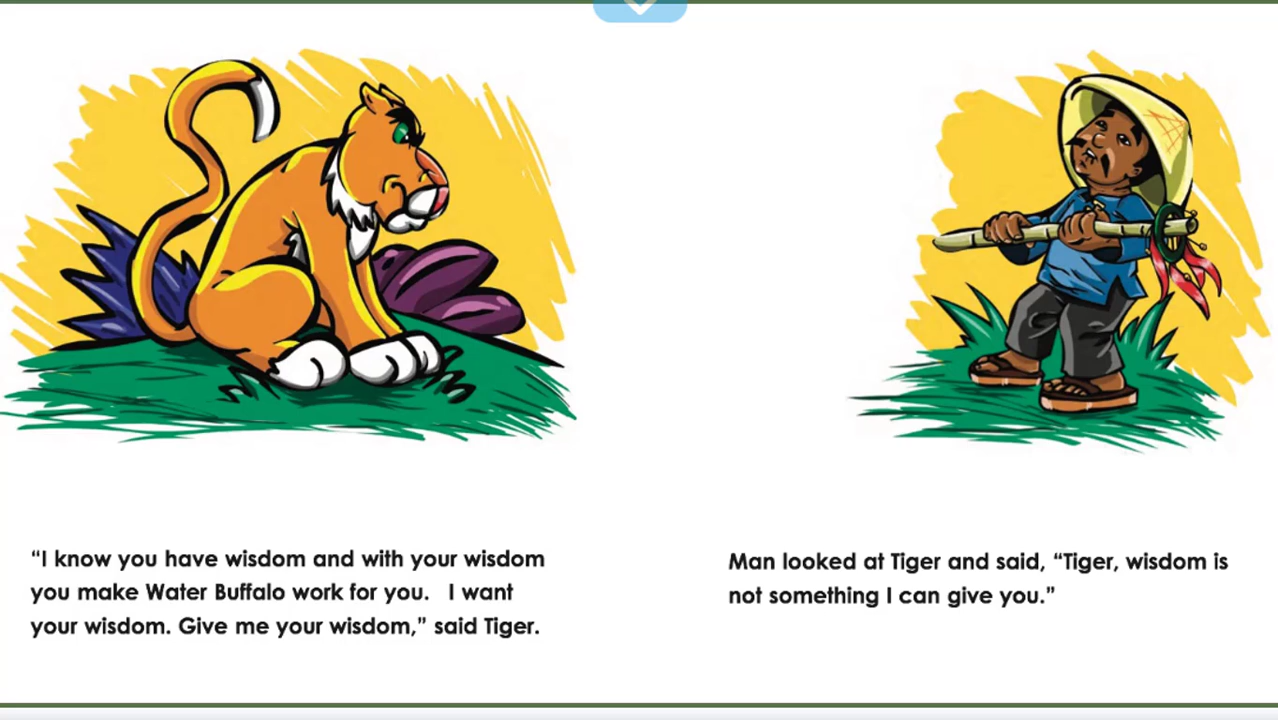 “I know you have wisdom and with your wisdom
you make Water Buffalo work for you.   I want
your wisdom. Give me your wisdom,” said Tiger.
Man looked at Tiger and said, “Tiger, wisdom is
not something I can give you.”